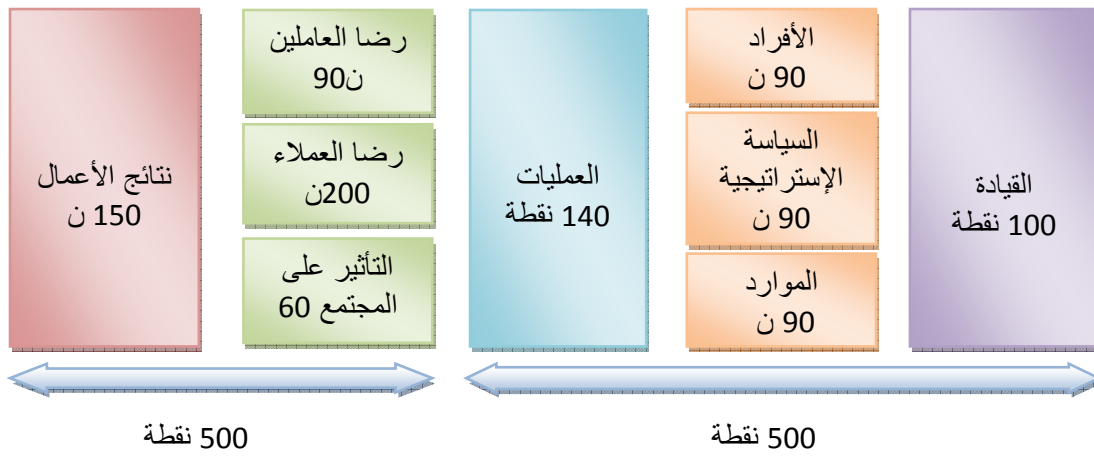 القيادة
100 نقطة
الأفراد
90 ن
السياسة
الإستراتيجية
90 ن
الموارد
90 ن
العمليات
140 نقطة
رضا العاملين
90ن
رضا العملاء
200ن
التأثير على
المجتمع 60
نتائج الأعمال
150 ن
500 نقطة
500 نقطة